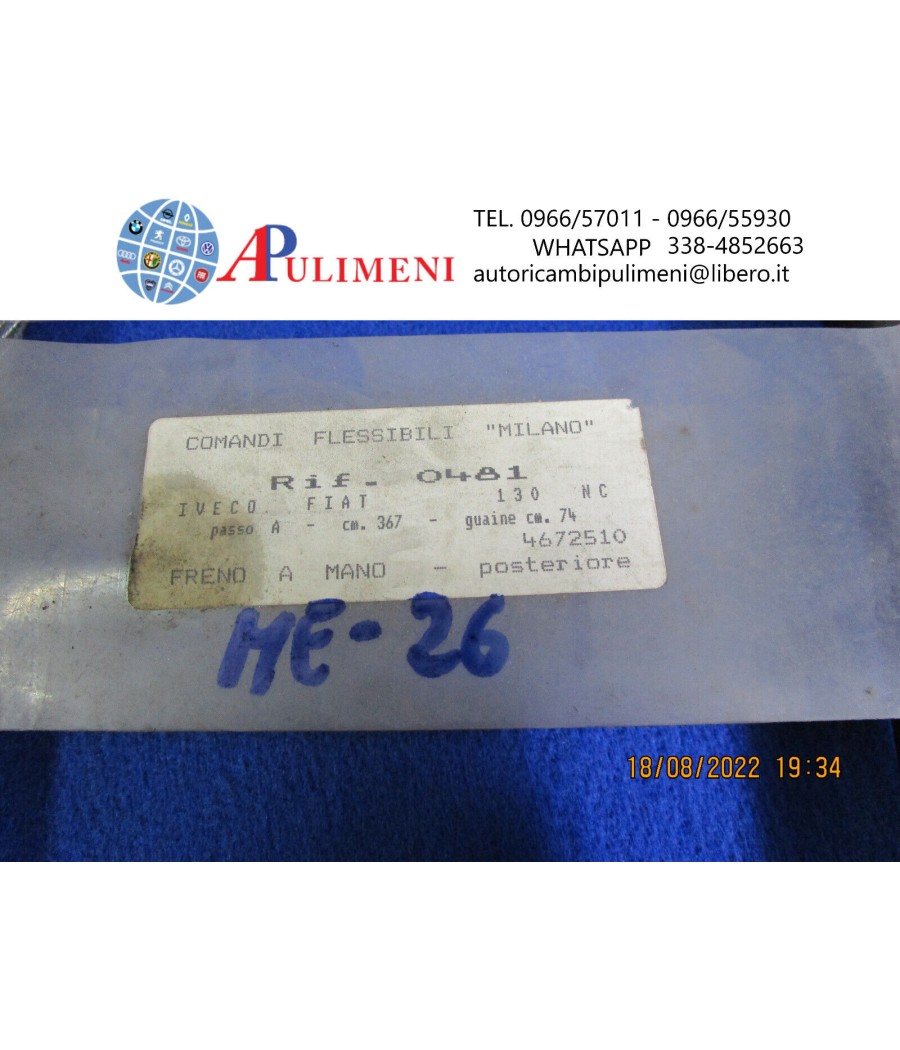 APULIMENI
TEL. 0966/57011 - 0966/55930
WHATSAPP 338-4852663
autoricambipulimeni@libero.it
COMANDI FLESSIBILI "MILANO"
Rif. 0481
IVECO. FIAT 130 NC
passo A - cm. 367 - guaine cm. 74
4672510
FRENO A MANO - posteriore
ME-26
18/08/2022 19:34